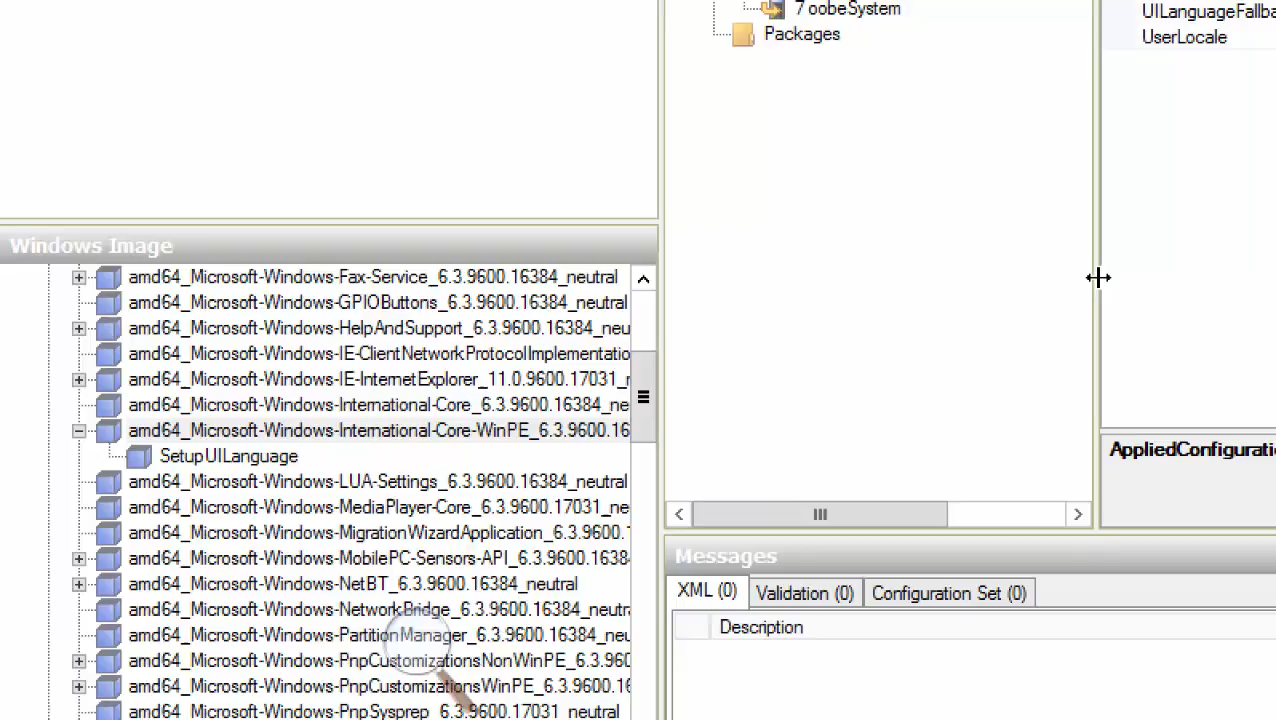 7 oobeSystem
Packages
UILanguageFallba
UserLocale
Windows Image
amd64_Microsoft-Windows-Fax-Service_6.3.9600.16384_neutral
amd64_Microsoft-Windows-GPIOButtons_6.3.9600.16384_neutral
amd64_Microsoft-Windows-HelpAndSupport_6.3.9600.16384_neu
amd64_Microsoft-Windows-IE-ClientNetworkProtocolImplementatio
amd64_Microsoft-Windows-IE-InternetExplorer_11.0.9600.17031_r
amd64_Microsoft-Windows-International-Core_6.3.9600.16384_ne
amd64_Microsoft-Windows-International-Core-WinPE_6.3.9600.16
SetupUILanguage
amd64_Microsoft-Windows-LUA-Settings_6.3.9600.16384_neutral
amd64_Microsoft-Windows-MediaPlayer-Core_6.3.9600.17031_ne
amd64_Microsoft-Windows-MigrationWizardApplication_6.3.9600.1
amd64_Microsoft-Windows-MobilePC-Sensors-API_6.3.9600.1638
amd64_Microsoft-Windows-NetBT_6.3.9600.16384_neutral
amd64_Microsoft-Windows-NetworkBridge_6.3.9600.16384_neutra
amd64_Microsoft-Windows-PartitionManager_6.3.9600.16384_neu
amd64_Microsoft-Windows-PnpCustomizationsNonWinPE_6.3.960
amd64_Microsoft-Windows-PnpCustomizationsWinPE_6.3.9600.16
amd64_Microsoft-Windows-PnpSysprep_6.3.9600.17031_neutral
AppliedConfigurati
Messages
XML (0) Validation (0) Configuration Set (0)
Description